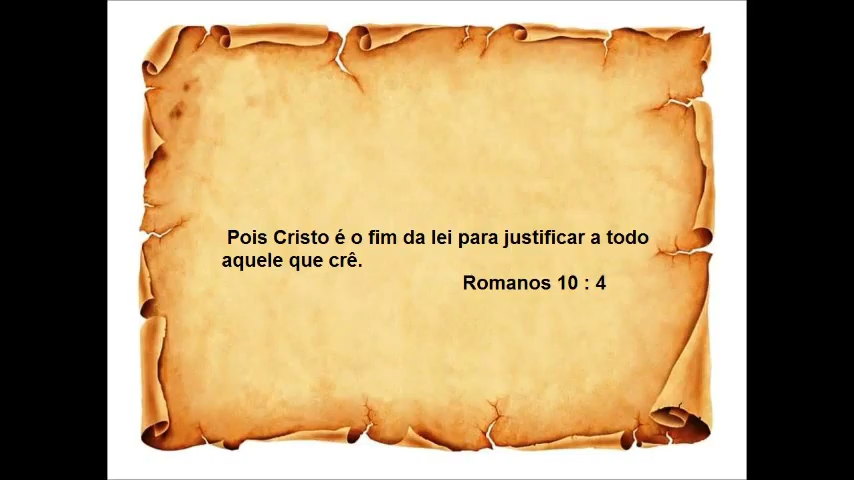 Pois Cristo é o fim da lei para justificar a todo
aquele que crê.
Romanos 10 : 4